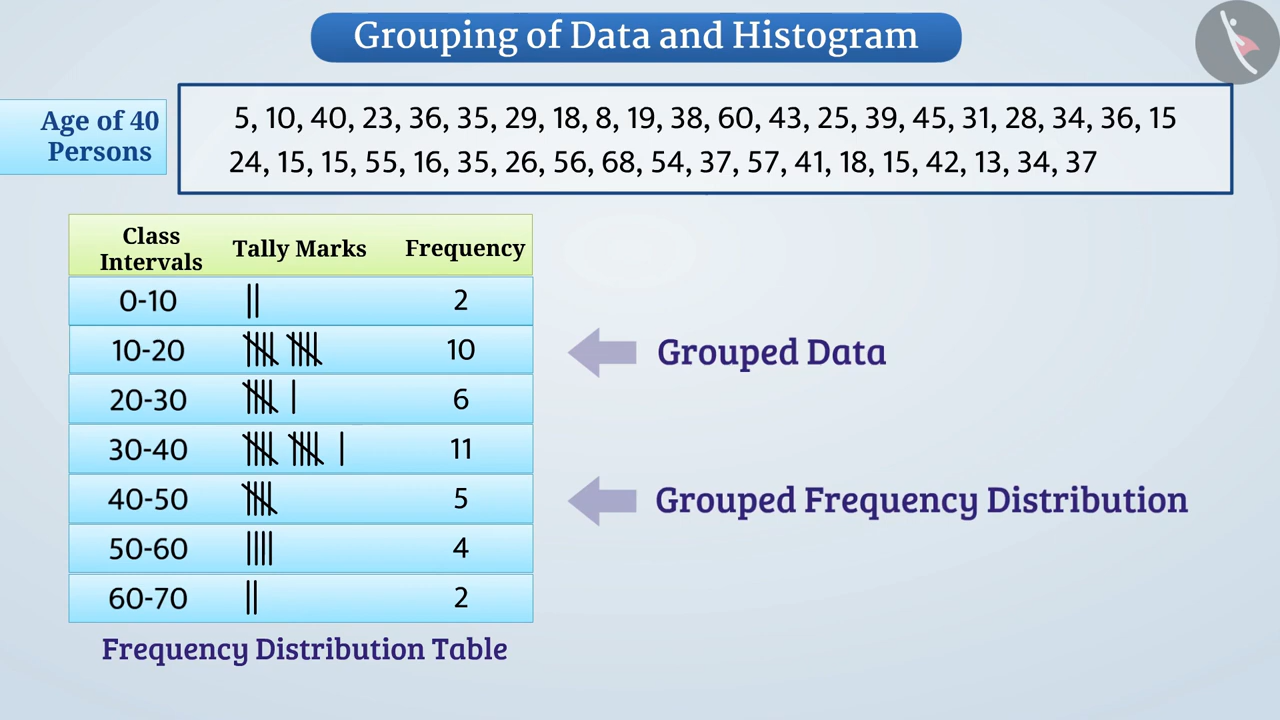 Grouping of Data and Histogram
Age of 40
Persons
5, 10, 40, 23, 36, 35, 29, 18, 8, 19, 38, 60, 43, 25, 39, 45, 31, 28, 34, 36, 15
24, 15, 15, 55, 16, 35, 26, 56, 68, 54, 37, 57, 41, 18, 15, 42, 13, 34, 37
Class
Intervals Tally Marks Frequency
0-10 || 2
10-20 10
20-30 6
30-40 11
40-50 5
50-60 |||| 4
60-70 || 2
Grouped Data
Grouped Frequency Distribution
Frequency Distribution Table